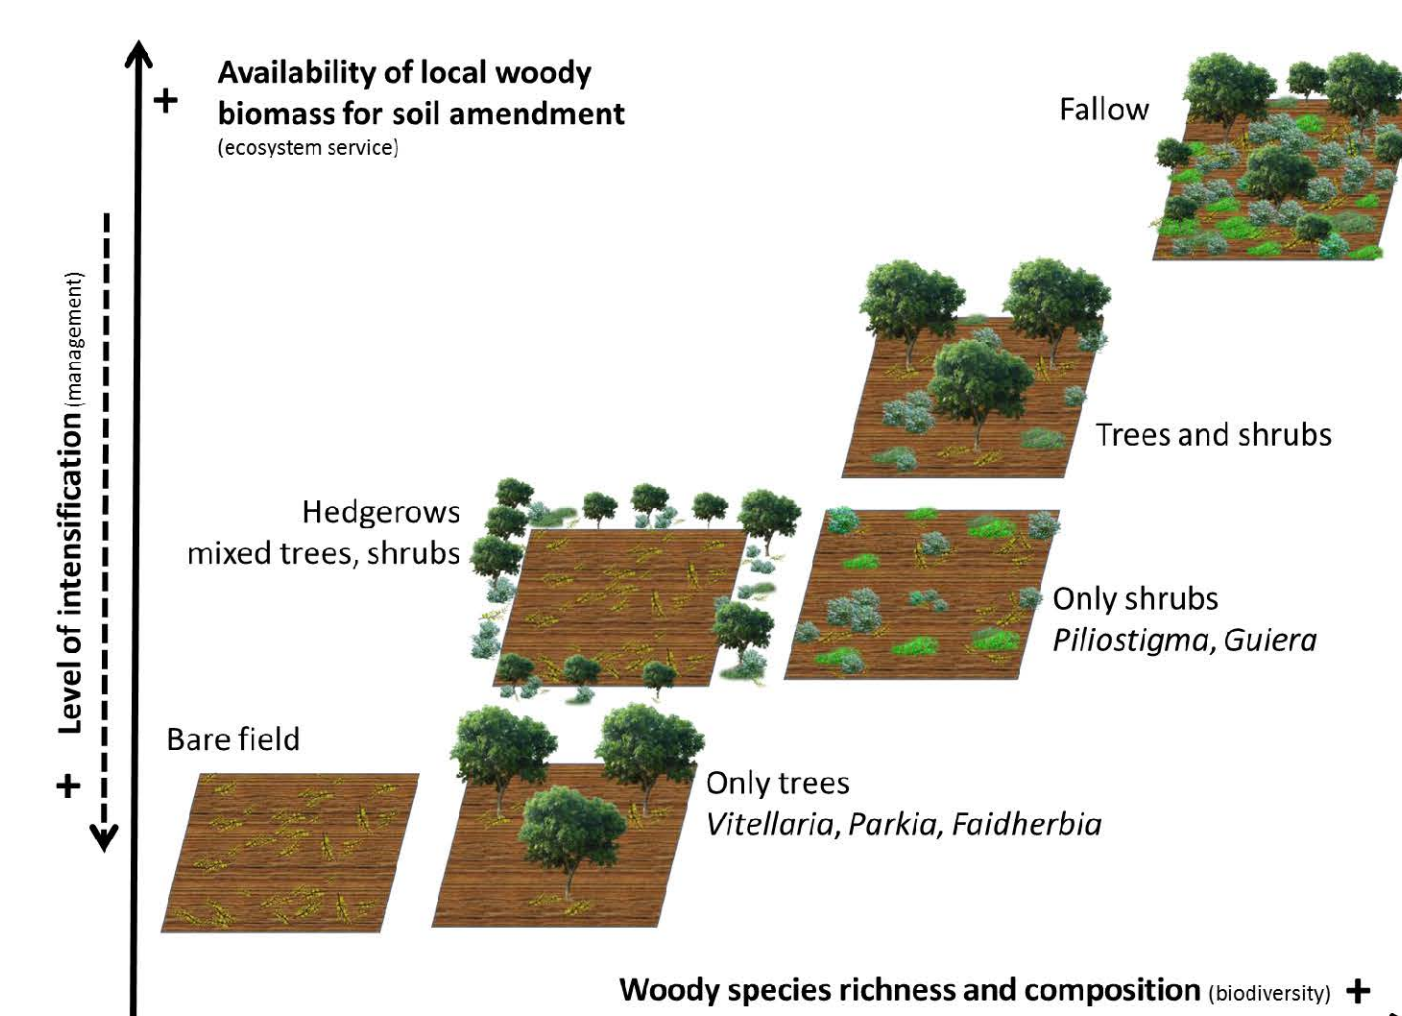 +
Availability of local woody
biomass for soil amendment
(ecosystem service)
Fallow
+ Level of intensification (management)
Trees and shrubs
Hedgerows
mixed trees, shrubs
Only shrubs
Piliostigma, Guiera
Bare field
Only trees
Vitellaria, Parkia, Faidherbia
Woody species richness and composition (biodiversity) +